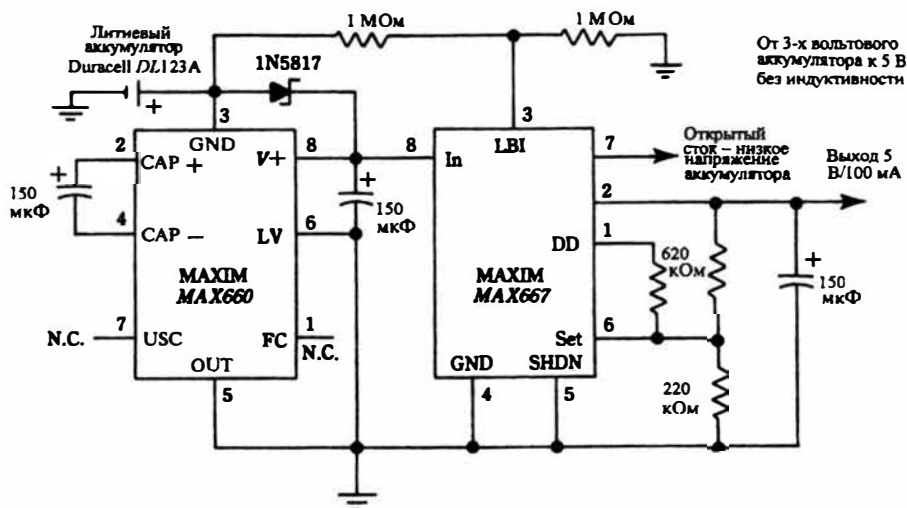 1 МОм
1 МОм
Литиевый
аккумулятор
Duracell DL123A
1N5817
От 3-х вольтового
аккумулятора к 5 В
без индуктивности
+
3
GND
2
CAP +
V+
8
+
150
мкФ
4
CAP –
LV
6
+
150
мкФ
MAXIM
MAX660
7
N.C.
USC
FC
1
N.C.
OUT
5
3
8
In
LBI
7
Открытый
сток – низкое
напряжение
аккумулятора
Выход 5
В/100 мА
2
DD
1
620
кОм
+
150
мкФ
MAXIM
MAX667
Set
6
GND
SHDN
4
5
220
кОм